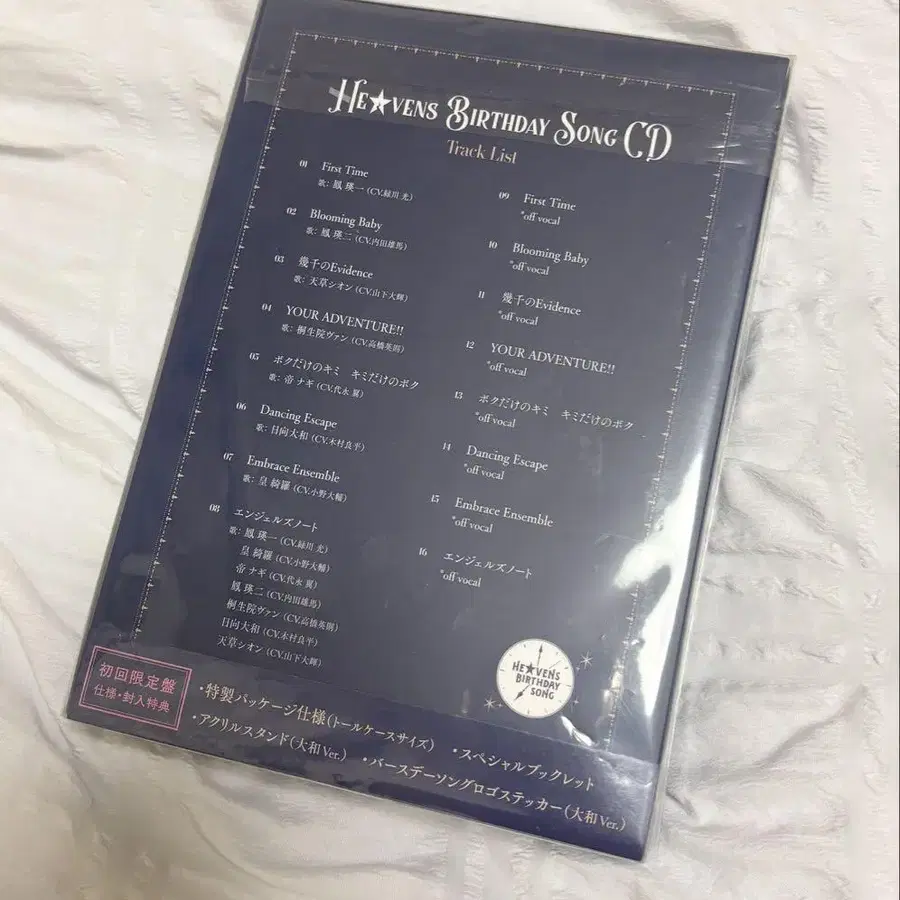 HE★VENS BIRTHDAY SONG CD
Track List
01 First Time
歌: 鳳 瑛一 (CV.緑川 光)
02 Blooming Baby
歌: 鳳 瑛二 (CV.内田雄馬)
03 幾千のEvidence
歌: 天草シオン (CV.山下大輝)
04 YOUR ADVENTURE!!
歌: 桐生院ヴァン (CV.高橋英則)
05 ボクだけのキミ キミだけのボク
歌: 帝 ナギ (CV.代永 翼)
06 Dancing Escape
歌: 日向大和 (CV.木村良平)
07 Embrace Ensemble
歌: 皇 綺羅 (CV.小野大輔)
08 エンジェルズノート
歌: 鳳 瑛一 (CV.緑川 光)
皇 綺羅 (CV.小野大輔)
帝 ナギ (CV.代永 翼)
鳳 瑛二 (CV.内田雄馬)
桐生院ヴァン (CV.高橋英則)
日向大和 (CV.木村良平)
天草シオン (CV.山下大輝)
09 First Time
*off vocal
10 Blooming Baby
*off vocal
11 幾千のEvidence
*off vocal
12 YOUR ADVENTURE!!
*off vocal
13 ボクだけのキミ キミだけのボク
*off vocal
14 Dancing Escape
*off vocal
15 Embrace Ensemble
*off vocal
16 エンジェルズノート
*off vocal
HE★VENS
BIRTHDAY
SONG
初回限定盤
仕様・封入特典
・特製パッケージ仕様(トールケースサイズ) ・スペシャルブックレット
・アクリルスタンド(大和Ver.) ・バースデーソングロゴステッカー(大和Ver.)